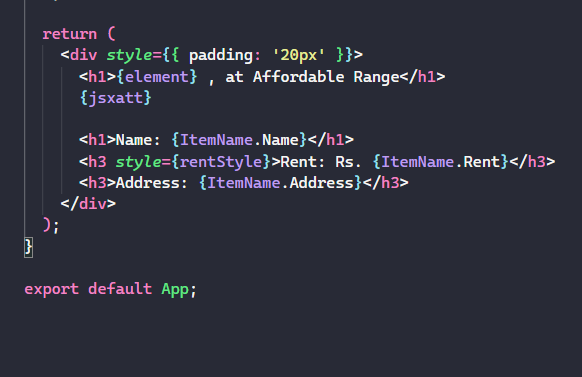 return (
<div style={{ padding: '20px' }}>
<h1>{element} , at Affordable Range</h1>
{jsxatt}
<h1>Name: {ItemName.Name}</h1>
<h3 style={rentStyle}>Rent: Rs. {ItemName.Rent}</h3>
<h3>Address: {ItemName.Address}</h3>
</div>
);
}
export default App;